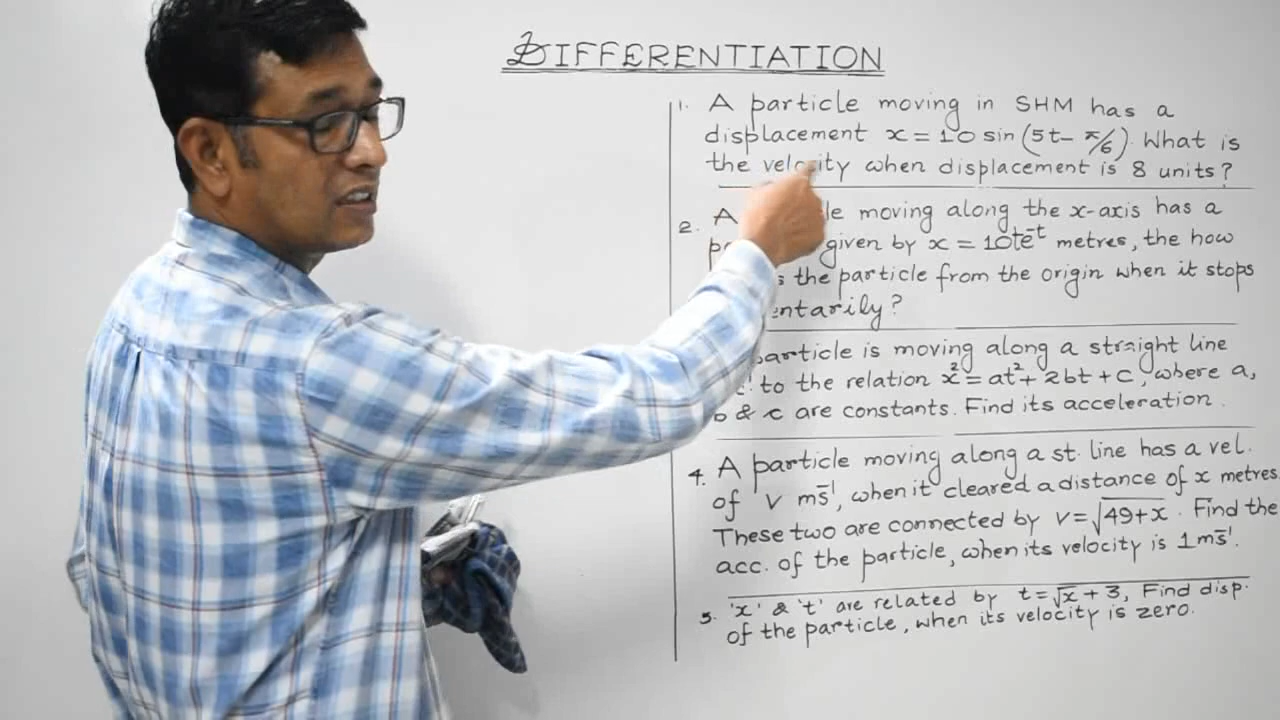 DIFFERENTIATION
1. A particle moving in SHM has a
displacement x = 10 sin (5t - π/6). What is
the velocity when displacement is 8 units?
2. A moving along the x-axis has a
given by x = 10te⁻ᵗ metres, the how
the particle from the origin when it stops
particle is moving along a straight line
to the relation x² = at² + 2bt + c, where a,
b & c are constants. Find its acceleration.
4. A particle moving along a st. line has a vel.
of v ms⁻¹, when it cleared a distance of x metres
These two are connected by v = √49+x. Find the
acc. of the particle, when its velocity is 1ms⁻¹.
5. 'x' & 't' are related by t = √x + 3, Find disp.
of the particle, when its velocity is zero.